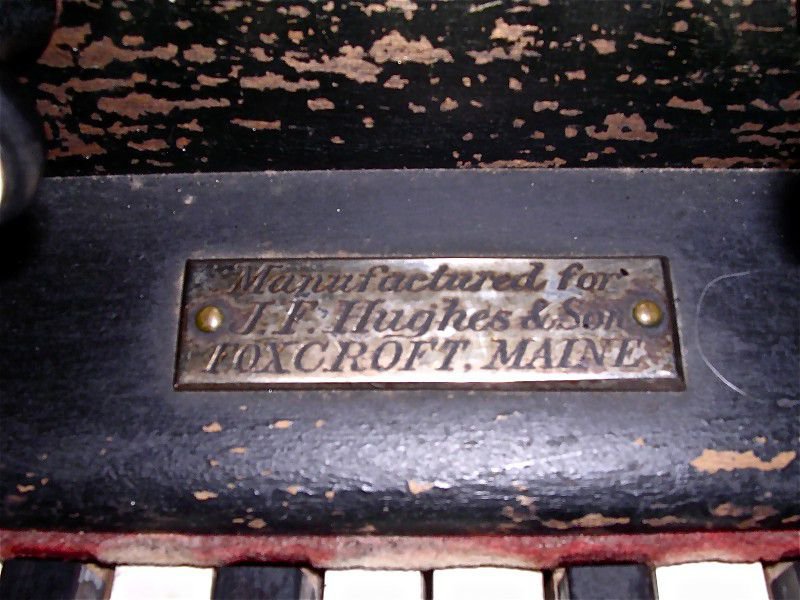 Manufactured for
J. F. Hughes & Son
FOXCROFT, MAINE